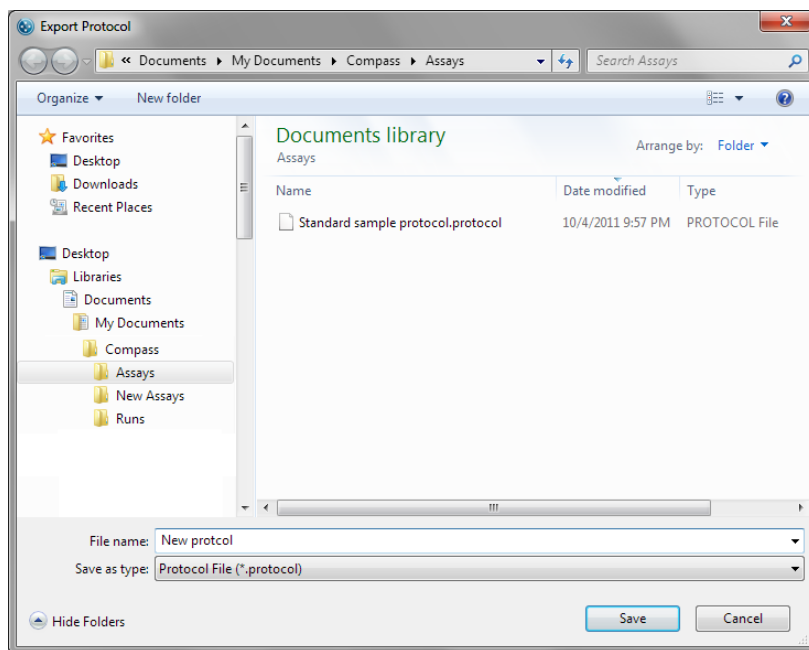 Export Protocol
« Documents ▸ My Documents ▸ Compass ▸ Assays
Search Assays
Organize ▾ New folder
Favorites
Desktop
Downloads
Recent Places
Desktop
Libraries
Documents
My Documents
Compass
Assays
New Assays
Runs
Documents library
Assays
Arrange by: Folder ▾
Name Date modified Type
Standard sample protocol.protocol 10/4/2011 9:57 PM PROTOCOL File
File name: New protcol
Save as type: Protocol File (*.protocol)
Hide Folders
Save Cancel